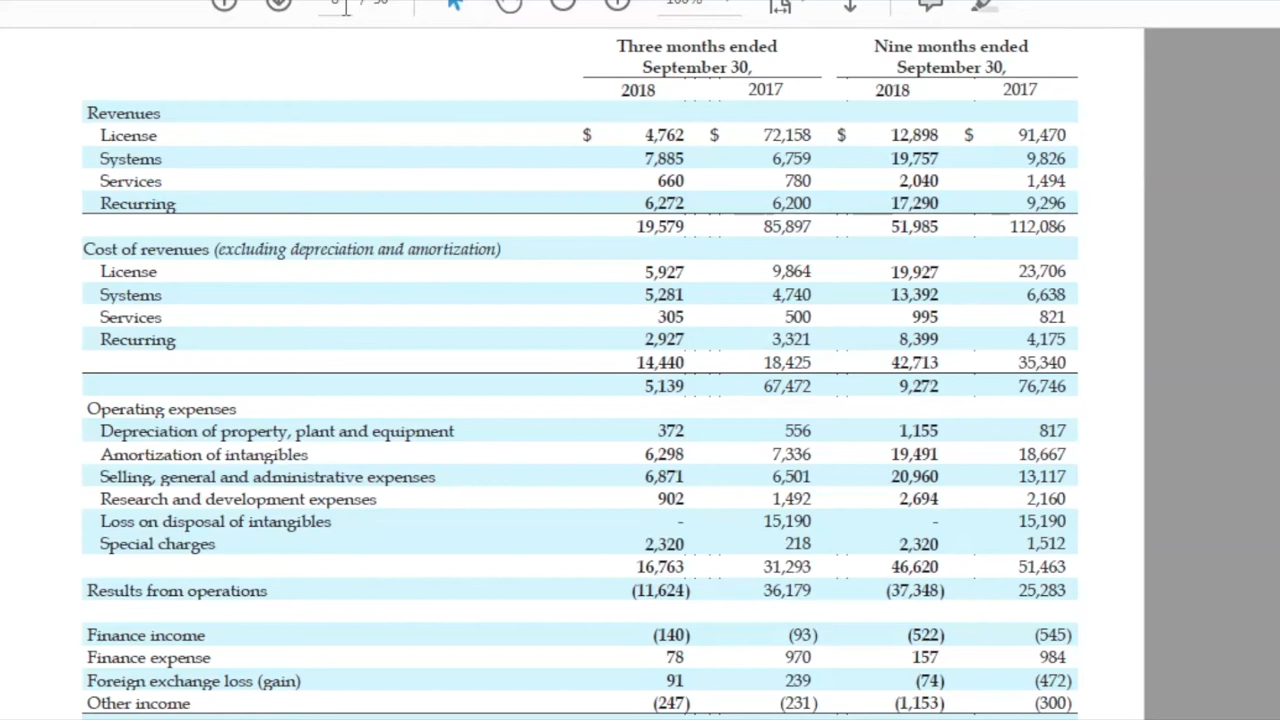 100%
Three months ended Nine months ended
September 30, September 30,
2018 2017 2018 2017
Revenues
License $ 4,762 $ 72,158 $ 12,898 $ 91,470
Systems 7,885 6,759 19,757 9,826
Services 660 780 2,040 1,494
Recurring 6,272 6,200 17,290 9,296
19,579 85,897 51,985 112,086
Cost of revenues (excluding depreciation and amortization)
License 5,927 9,864 19,927 23,706
Systems 5,281 4,740 13,392 6,638
Services 305 500 995 821
Recurring 2,927 3,321 8,399 4,175
14,440 18,425 42,713 35,340
5,139 67,472 9,272 76,746
Operating expenses
Depreciation of property, plant and equipment 372 556 1,155 817
Amortization of intangibles 6,298 7,336 19,491 18,667
Selling, general and administrative expenses 6,871 6,501 20,960 13,117
Research and development expenses 902 1,492 2,694 2,160
Loss on disposal of intangibles - 15,190 - 15,190
Special charges 2,320 218 2,320 1,512
16,763 31,293 46,620 51,463
Results from operations (11,624) 36,179 (37,348) 25,283
Finance income (140) (93) (522) (545)
Finance expense 78 970 157 984
Foreign exchange loss (gain) 91 239 (74) (472)
Other income (247) (231) (1,153) (300)